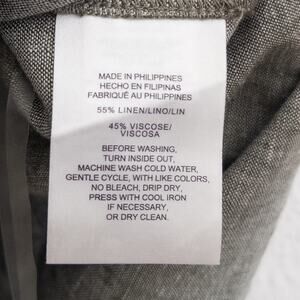 MADE IN PHILIPPINES
HECHO EN FILIPINAS
FABRIQUÉ AU PHILIPPINES
55% LINEN/LINO/LIN
45% VISCOSE/
VISCOSA
BEFORE WASHING,
TURN INSIDE OUT,
MACHINE WASH COLD WATER,
GENTLE CYCLE, WITH LIKE COLORS,
NO BLEACH, DRIP DRY,
PRESS WITH COOL IRON
IF NECESSARY,
OR DRY CLEAN.